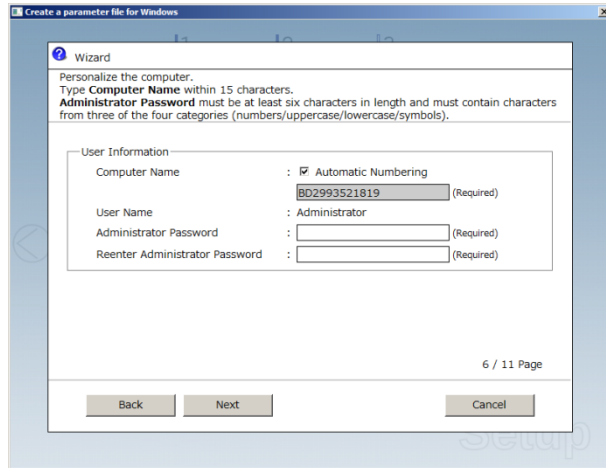 Create a parameter file for Windows
Wizard
Personalize the computer.
Type Computer Name within 15 characters.
Administrator Password must be at least six characters in length and must contain characters
from three of the four categories (numbers/uppercase/lowercase/symbols).
User Information
Computer Name : Automatic Numbering
BD2993521819 (Required)
User Name : Administrator
Administrator Password : (Required)
Reenter Administrator Password : (Required)
6 / 11 Page
Back Next Cancel
Setup